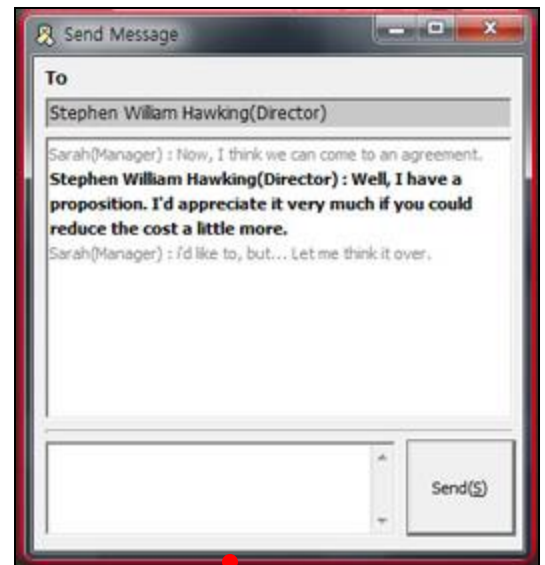 Send Message
To
Stephen William Hawking(Director)
Sarah(Manager) : Now, I think we can come to an agreement.
Stephen William Hawking(Director) : Well, I have a
proposition. I'd appreciate it very much if you could
reduce the cost a little more.
Sarah(Manager) : i'd like to, but... Let me think it over.
Send(S)